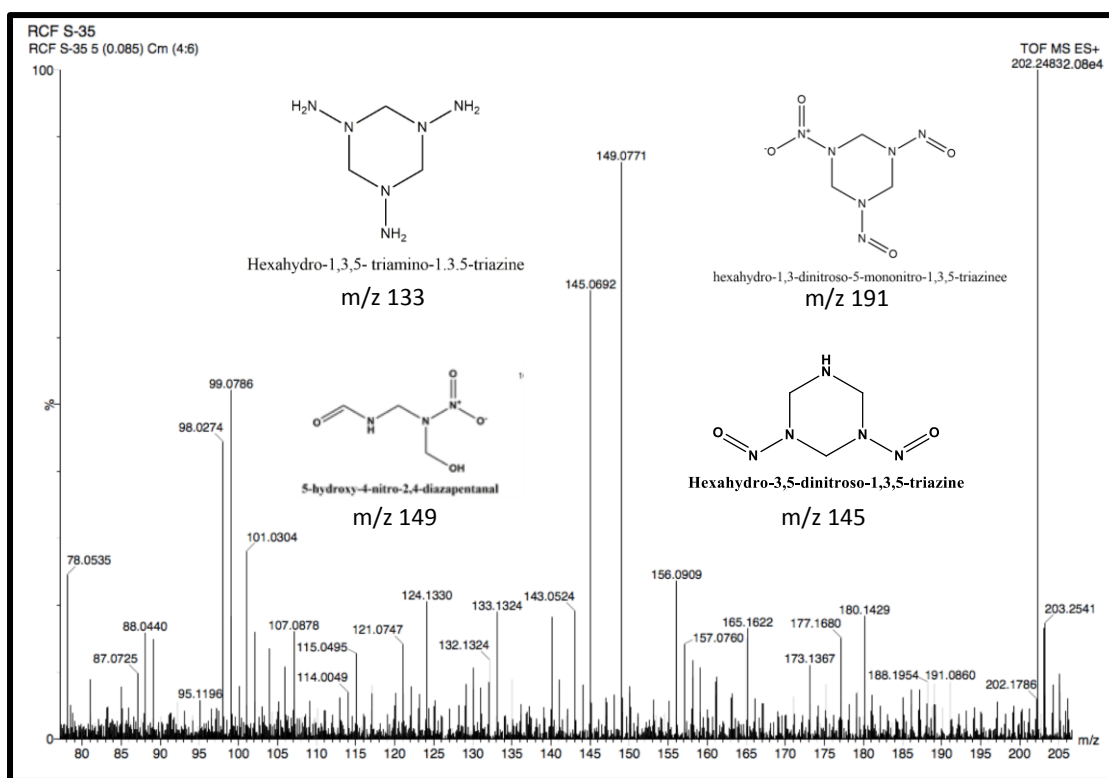 RCF S-35
RCF S-35 5 (0.085) Cm (4:6)
TOF MS ES+
202.24832.08e4
100
%
0
H2N
N
N
NH2
N
NH2
Hexahydro-1,3,5- triamino-1.3.5-triazine
m/z 133
O
N+
-O
N
N
N
O
N
N
O
hexahydro-1,3-dinitroso-5-mononitro-1,3,5-triazinee
m/z 191
O
N
H
N
O
N+
O-
OH
5-hydroxy-4-nitro-2,4-diazapentanal
m/z 149
H
N
O
N
N
N
N
O
Hexahydro-3,5-dinitroso-1,3,5-triazine
m/z 145
78.0535
87.0725
88.0440
95.1196
98.0274
99.0786
101.0304
107.0878
114.0049
115.0495
121.0747
124.1330
132.1324
133.1324
143.0524
145.0692
149.0771
156.0909
157.0760
165.1622
173.1367
177.1680
180.1429
188.1954
191.0860
202.1786
203.2541
80 85 90 95 100 105 110 115 120 125 130 135 140 145 150 155 160 165 170 175 180 185 190 195 200 205
m/z